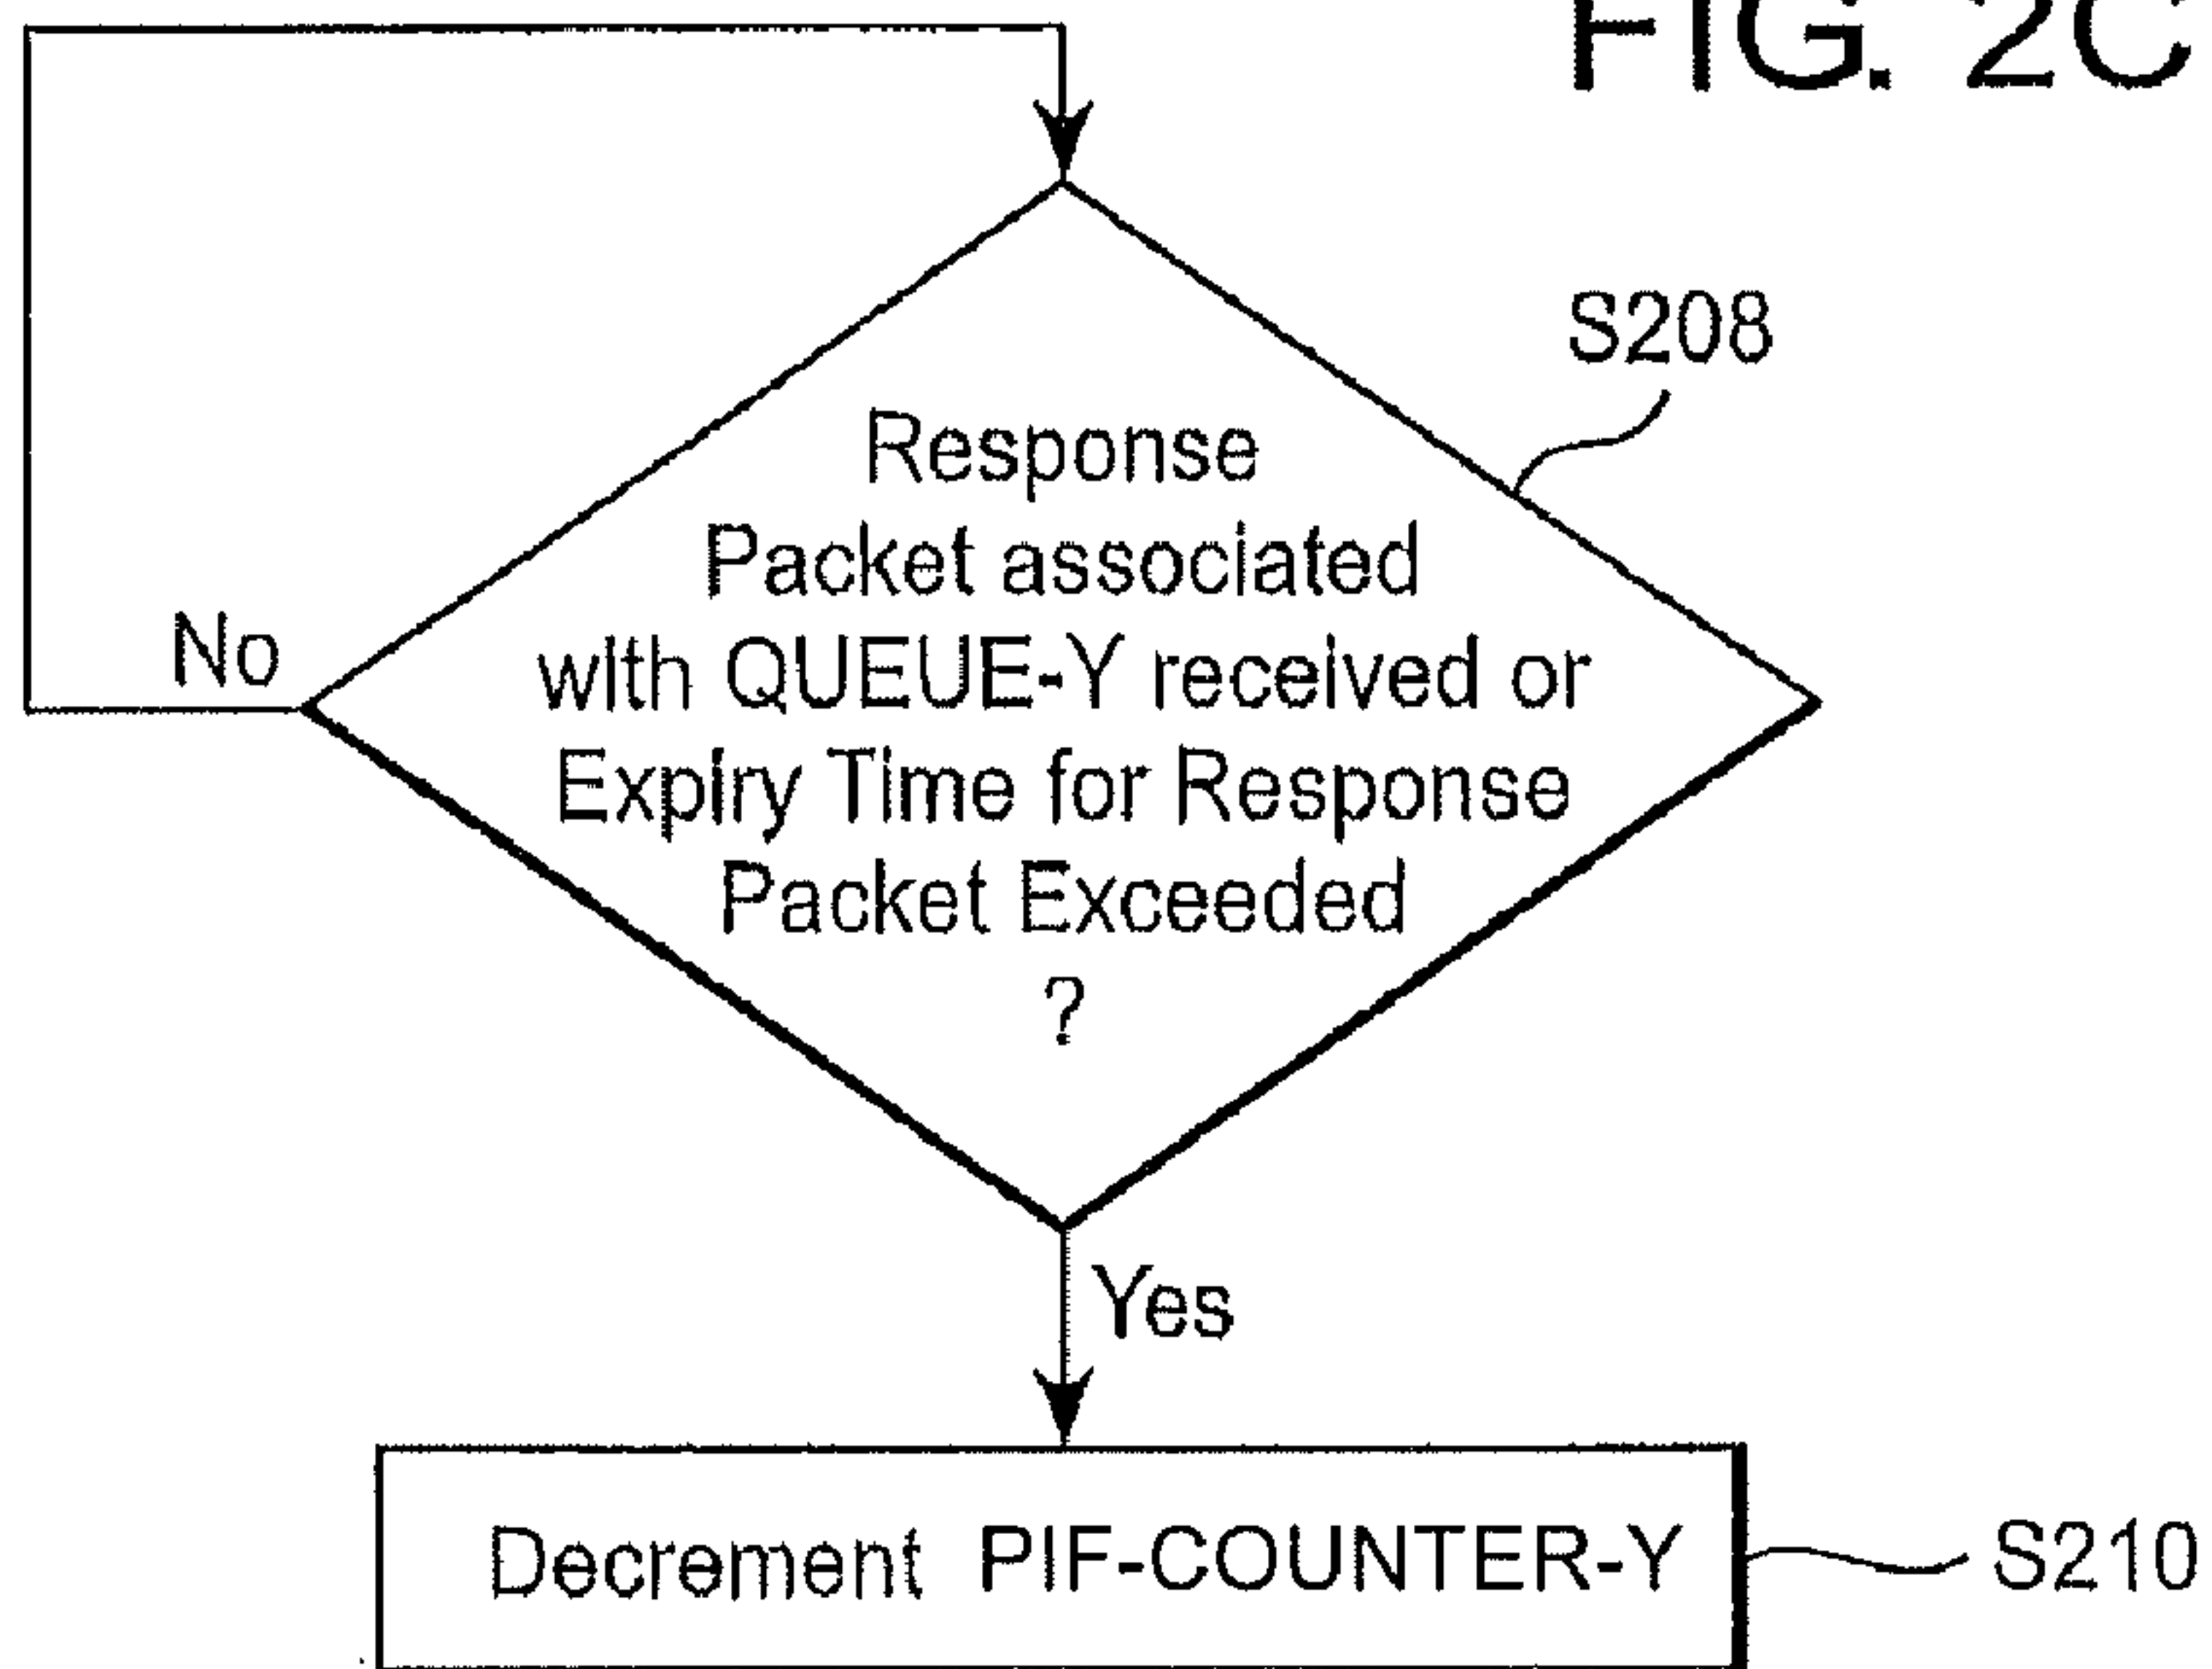 FIG. 2C
S208
Response
Packet associated
with QUEUE-Y received or
Expiry Time for Response
Packet Exceeded
?
No
Yes
Decrement PIF-COUNTER-Y
S210